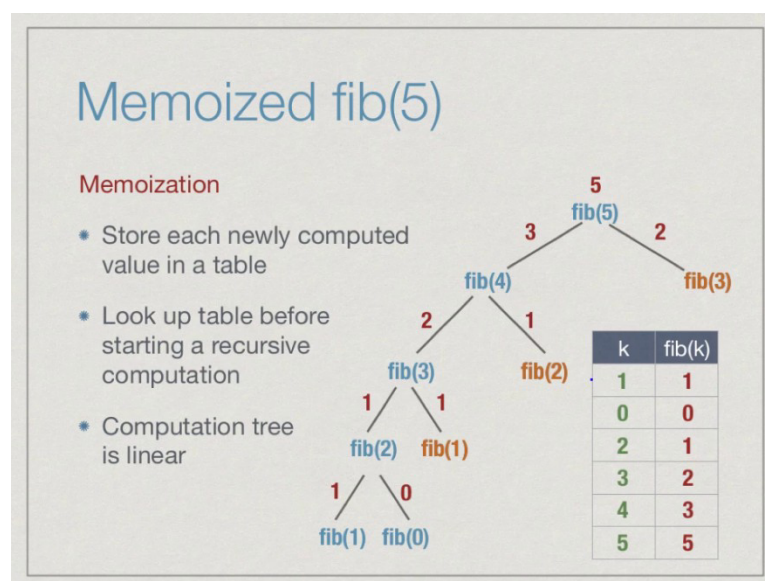 Memoized fib(5)
Memoization
Store each newly computed
value in a table
Look up table before
starting a recursive
computation
Computation tree
is linear
5
fib(5)
3 2
fib(4) fib(3)
2 1
fib(3) fib(2)
1 1
fib(2) fib(1)
1 0
fib(1) fib(0)
k fib(k)
1 1
0 0
2 1
3 2
4 3
5 5